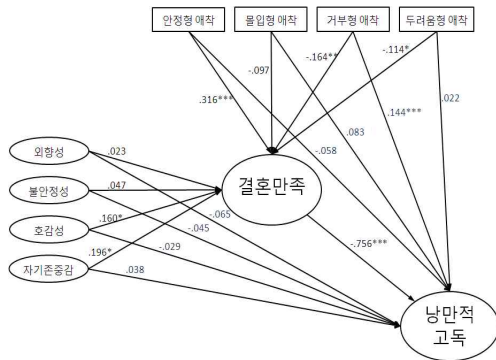 안정형 애착 몰입형 애착 거부형 애착 두려움형 애착
-.097 -.164** -.114*
.316*** .144*** .022
.083
-.058
외향성 .023
불안정성 .047
결혼만족
호감성 .160* -.065
-.045
자기존중감 .196* -.029 -.756***
.038
낭만적
고독